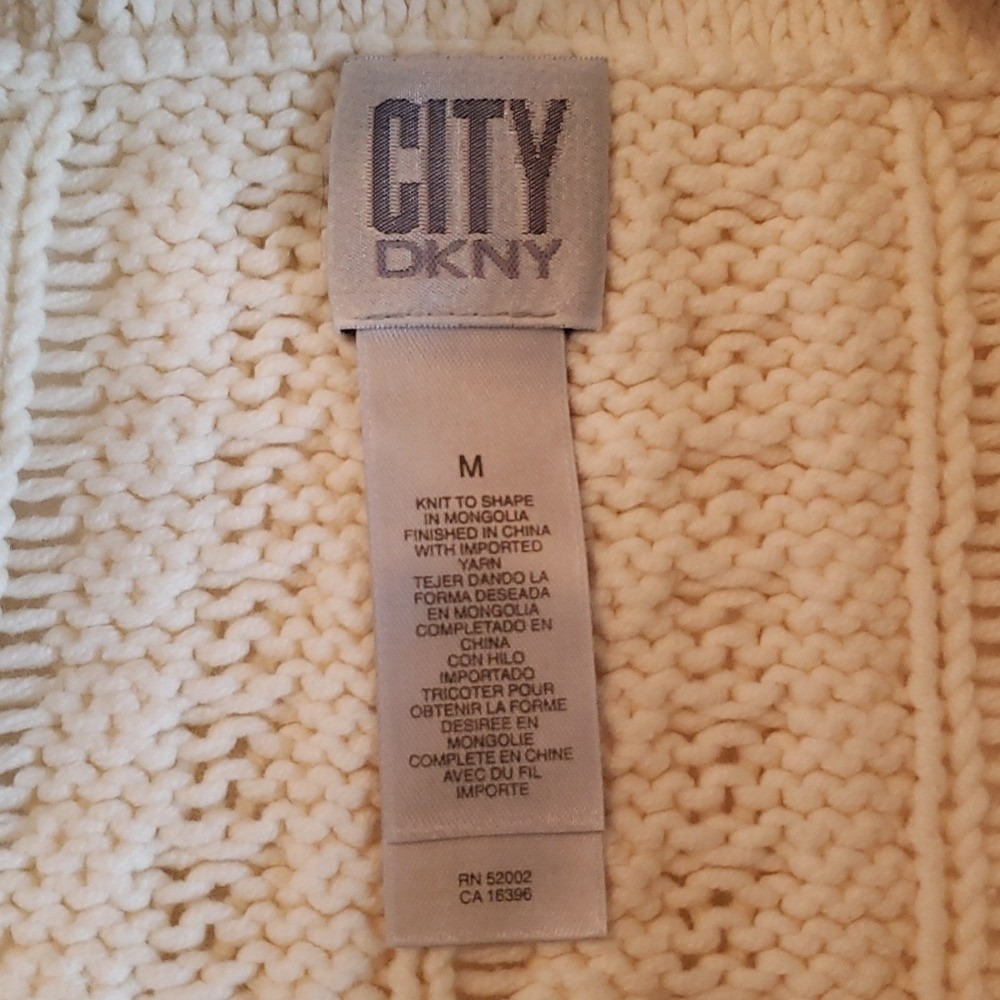 CITY
DKNY
M
KNIT TO SHAPE
IN MONGOLIA
FINISHED IN CHINA
WITH IMPORTED
YARN
TEJER DANDO LA
FORMA DESEADA
EN MONGOLIA
COMPLETADO EN
CHINA
CON HILO
IMPORTADO
TRICOTER POUR
OBTENIR LA FORME
DESIREE EN
MONGOLIE
COMPLETE EN CHINE
AVEC DU FIL
IMPORTE
RN 52002
CA 16396